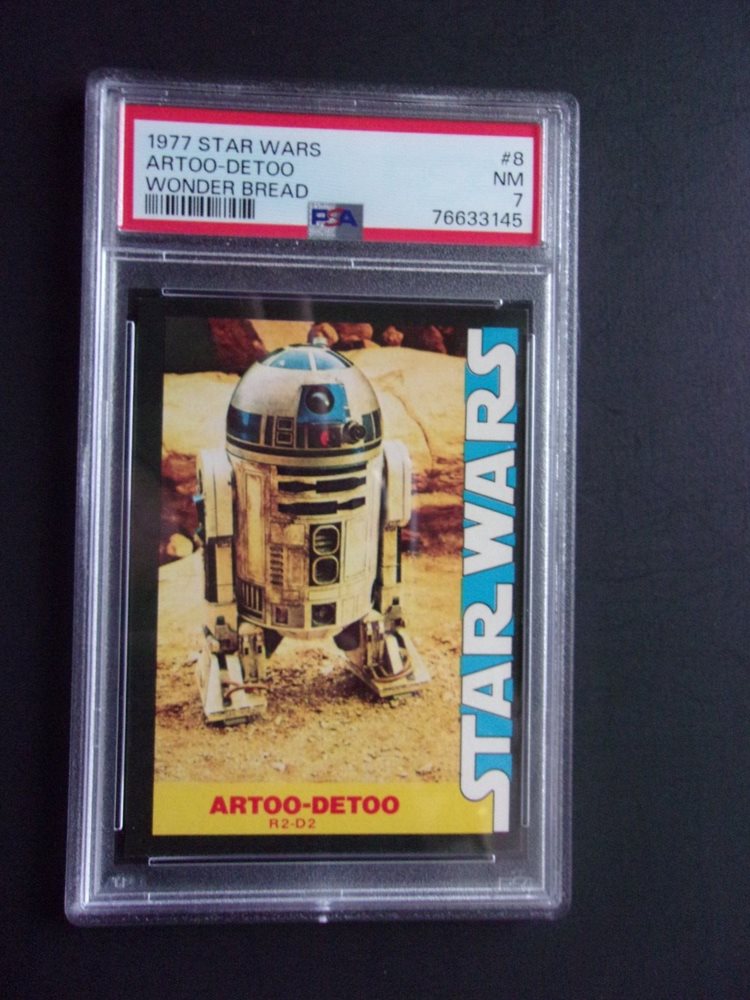 1977 STAR WARS
ARTOO-DETOO
WONDER BREAD
#8
NM
7
76633145
PSA
STAR WARS
ARTOO-DETOO
R2-D2